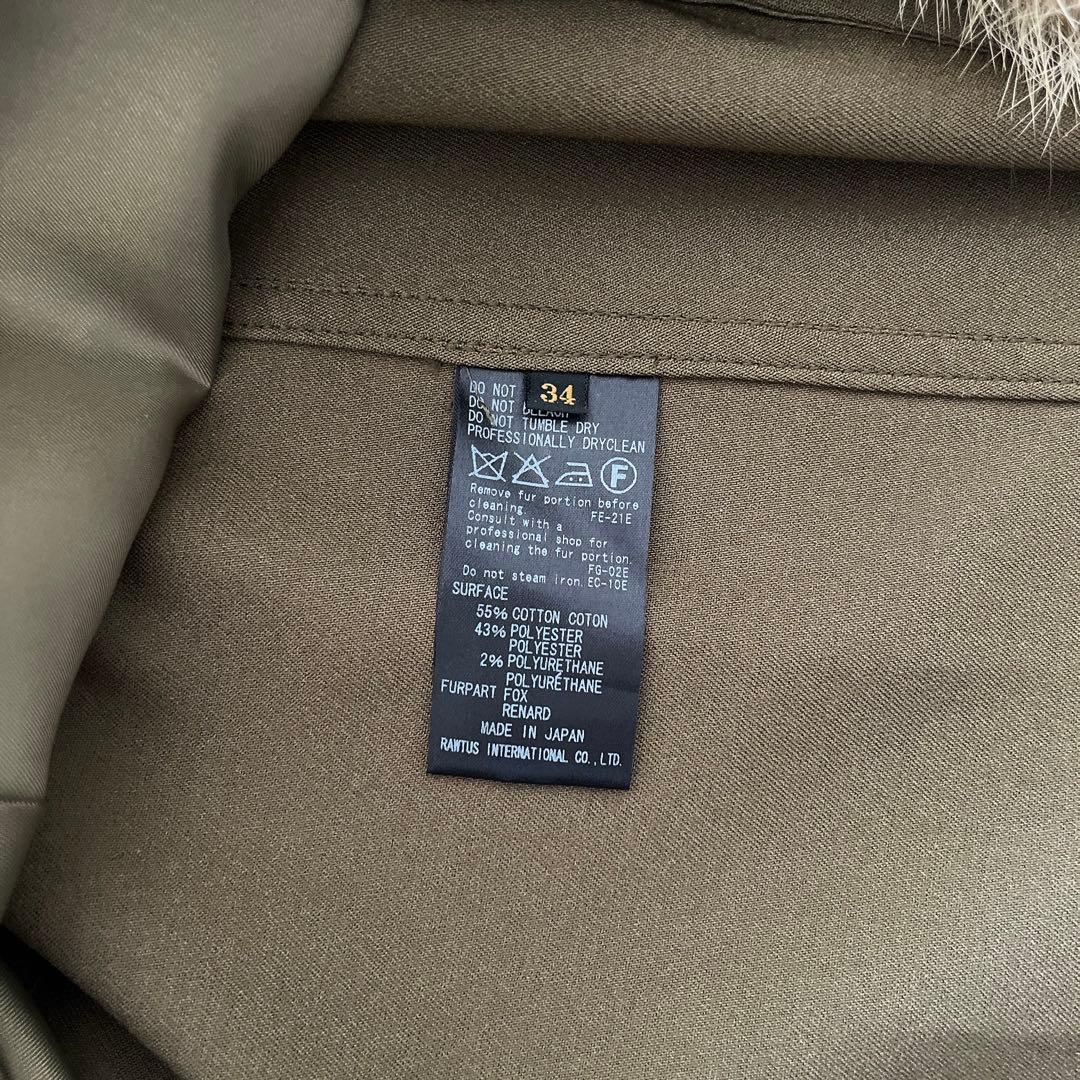 34
DO NOT
DO NOT BLEACH
DO NOT TUMBLE DRY
PROFESSIONALLY DRYCLEAN
F
Remove fur portion before
cleaning. FE-21E
Consult with a
professional shop for
cleaning the fur portion.
FG-02E
Do not steam iron. EC-10E
SURFACE
55% COTTON COTON
43% POLYESTER
POLYESTER
2% POLYURETHANE
POLYURÉTHANE
FURPART FOX
RENARD
MADE IN JAPAN
RAWTUS INTERNATIONAL CO.,LTD.